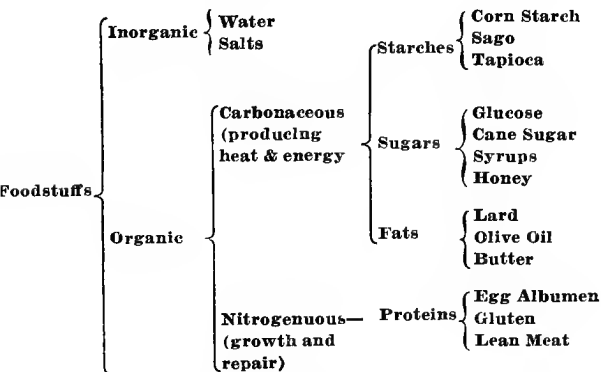 Foodstuffs
Inorganic
Water
Salts
Organic
Carbonaceous
(producing
heat & energy
Starches
Corn Starch
Sago
Tapioca
Sugars
Glucose
Cane Sugar
Syrups
Honey
Fats
Lard
Olive Oil
Butter
Nitrogenuous—
(growth and
repair)
Proteins
Egg Albumen
Gluten
Lean Meat